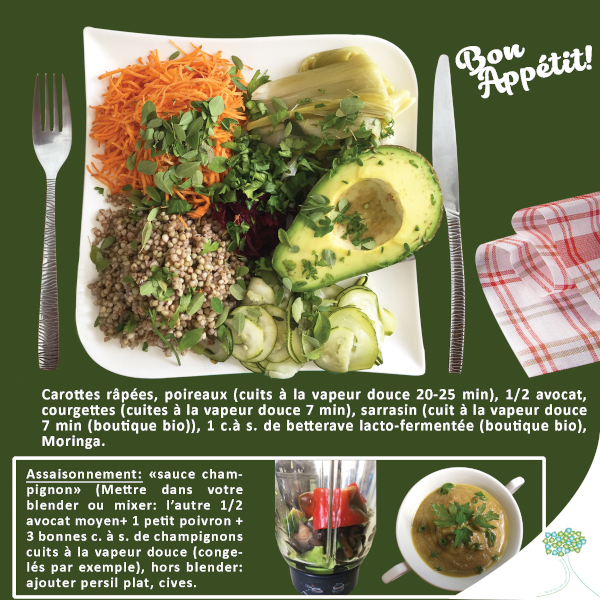 Bon
Appétit!
Carottes râpées, poireaux (cuits à la vapeur douce 20-25 min), 1/2 avocat,
courgettes (cuites à la vapeur douce 7 min), sarrasin (cuit à la vapeur douce
7 min (boutique bio)), 1 c.à s. de betterave lacto-fermentée (boutique bio),
Moringa.
Assaisonnement: «sauce cham-
pignon» (Mettre dans votre
blender ou mixer: l’autre 1/2
avocat moyen+ 1 petit poivron +
3 bonnes c. à s. de champignons
cuits à la vapeur douce (conge-
lés par exemple), hors blender:
ajouter persil plat, cives.